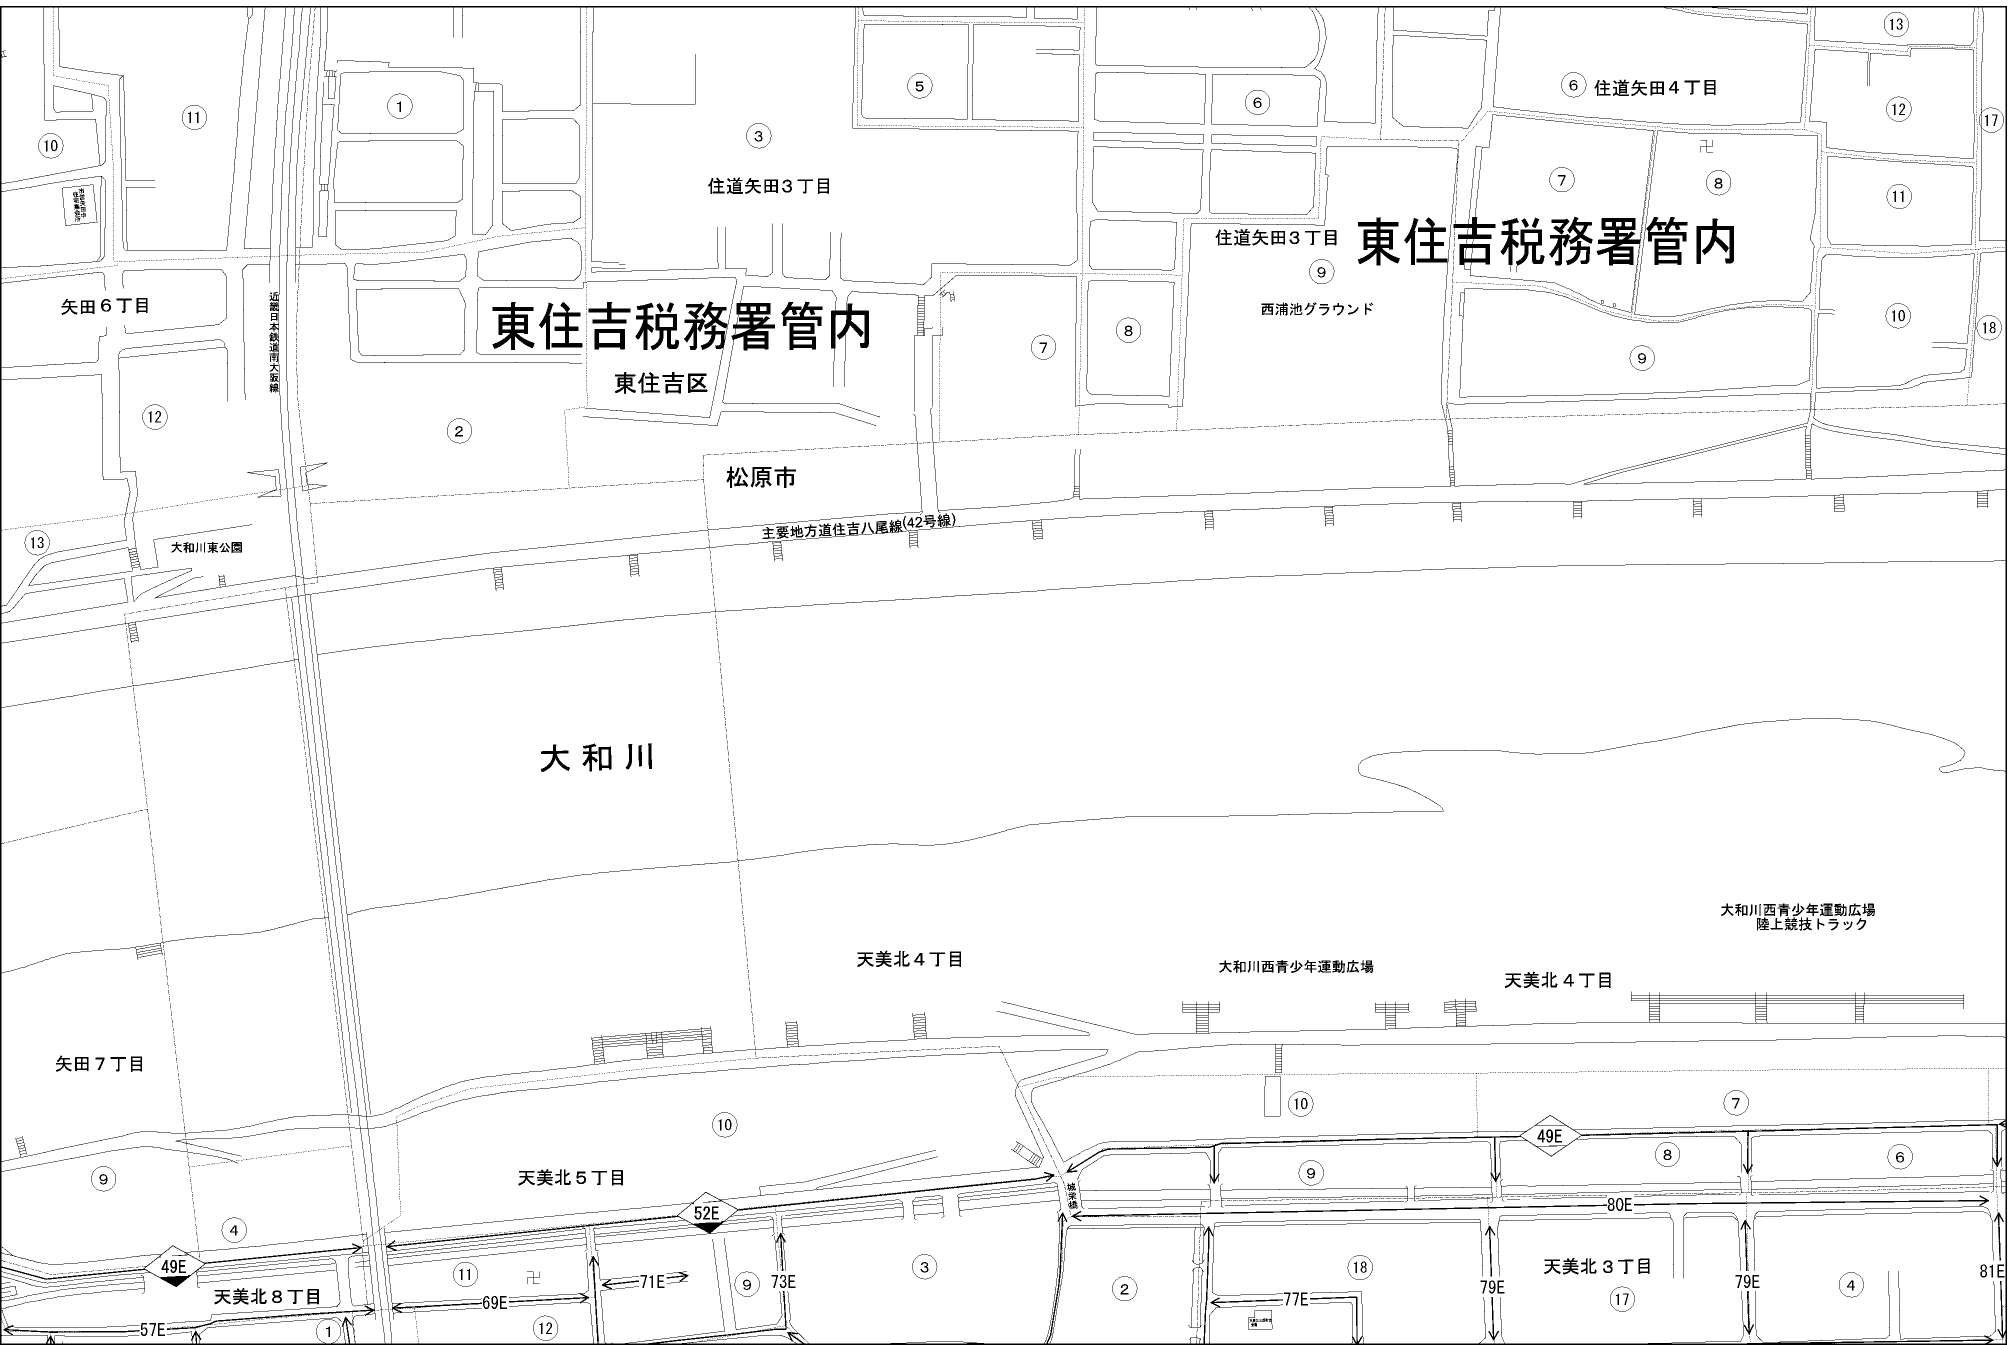 13
6 住道矢田4丁目
5
1
6
11
12
17
3
10
7
8
住道矢田3丁目
11
住道矢田3丁目
東住吉税務署管内
9
矢田6丁目
近畿日本鉄道南大阪線
西浦池グラウンド
10
東住吉税務署管内
8
18
7
9
東住吉区
12
2
松原市
主要地方道住吉八尾線(42号線)
13
大和川東公園
大和川
大和川西青少年運動広場
陸上競技トラック
天美北4丁目
大和川西青少年運動広場
天美北4丁目
矢田7丁目
10
7
10
49E
8
6
9
天美北5丁目
9
城栄橋
52E
80E
4
49E
天美北8丁目
11
71E
9
73E
3
18
天美北3丁目
2
79E
79E
4
81E
69E
77E
17
57E
1
12